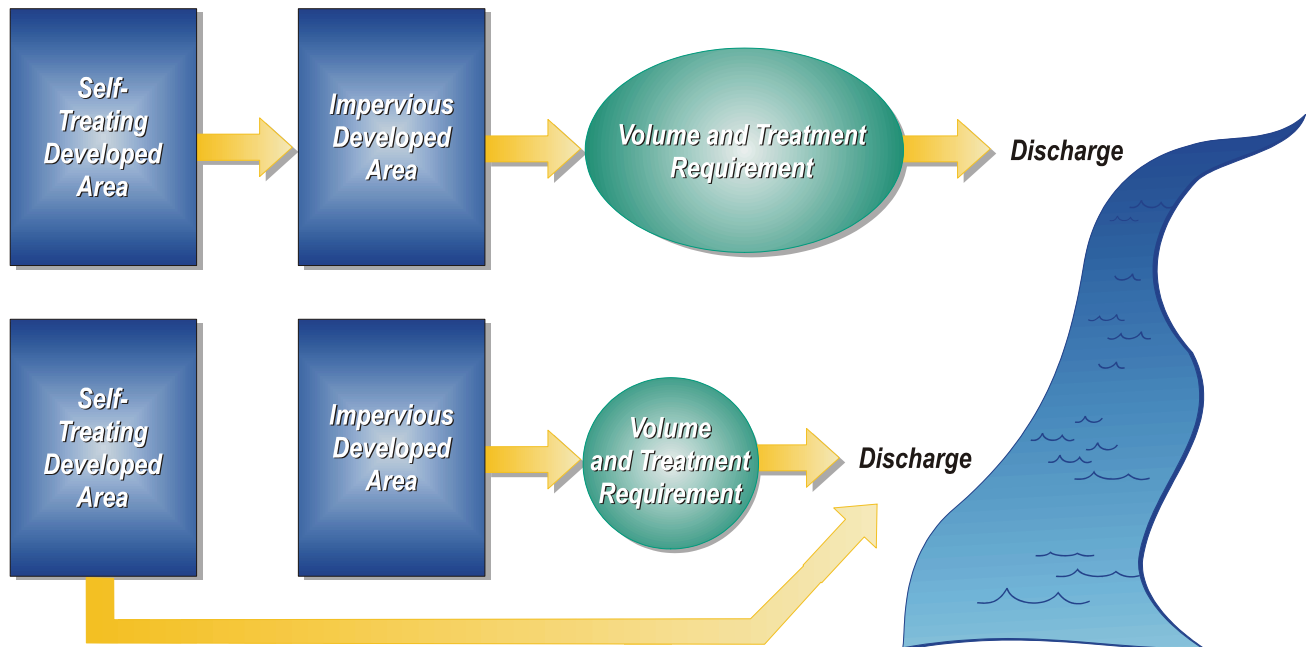 Self-
Treating
Developed
Area
Impervious
Developed
Area
Volume and Treatment
Requirement
Discharge
Self-
Treating
Developed
Area
Impervious
Developed
Area
Volume
and Treatment
Requirement
Discharge